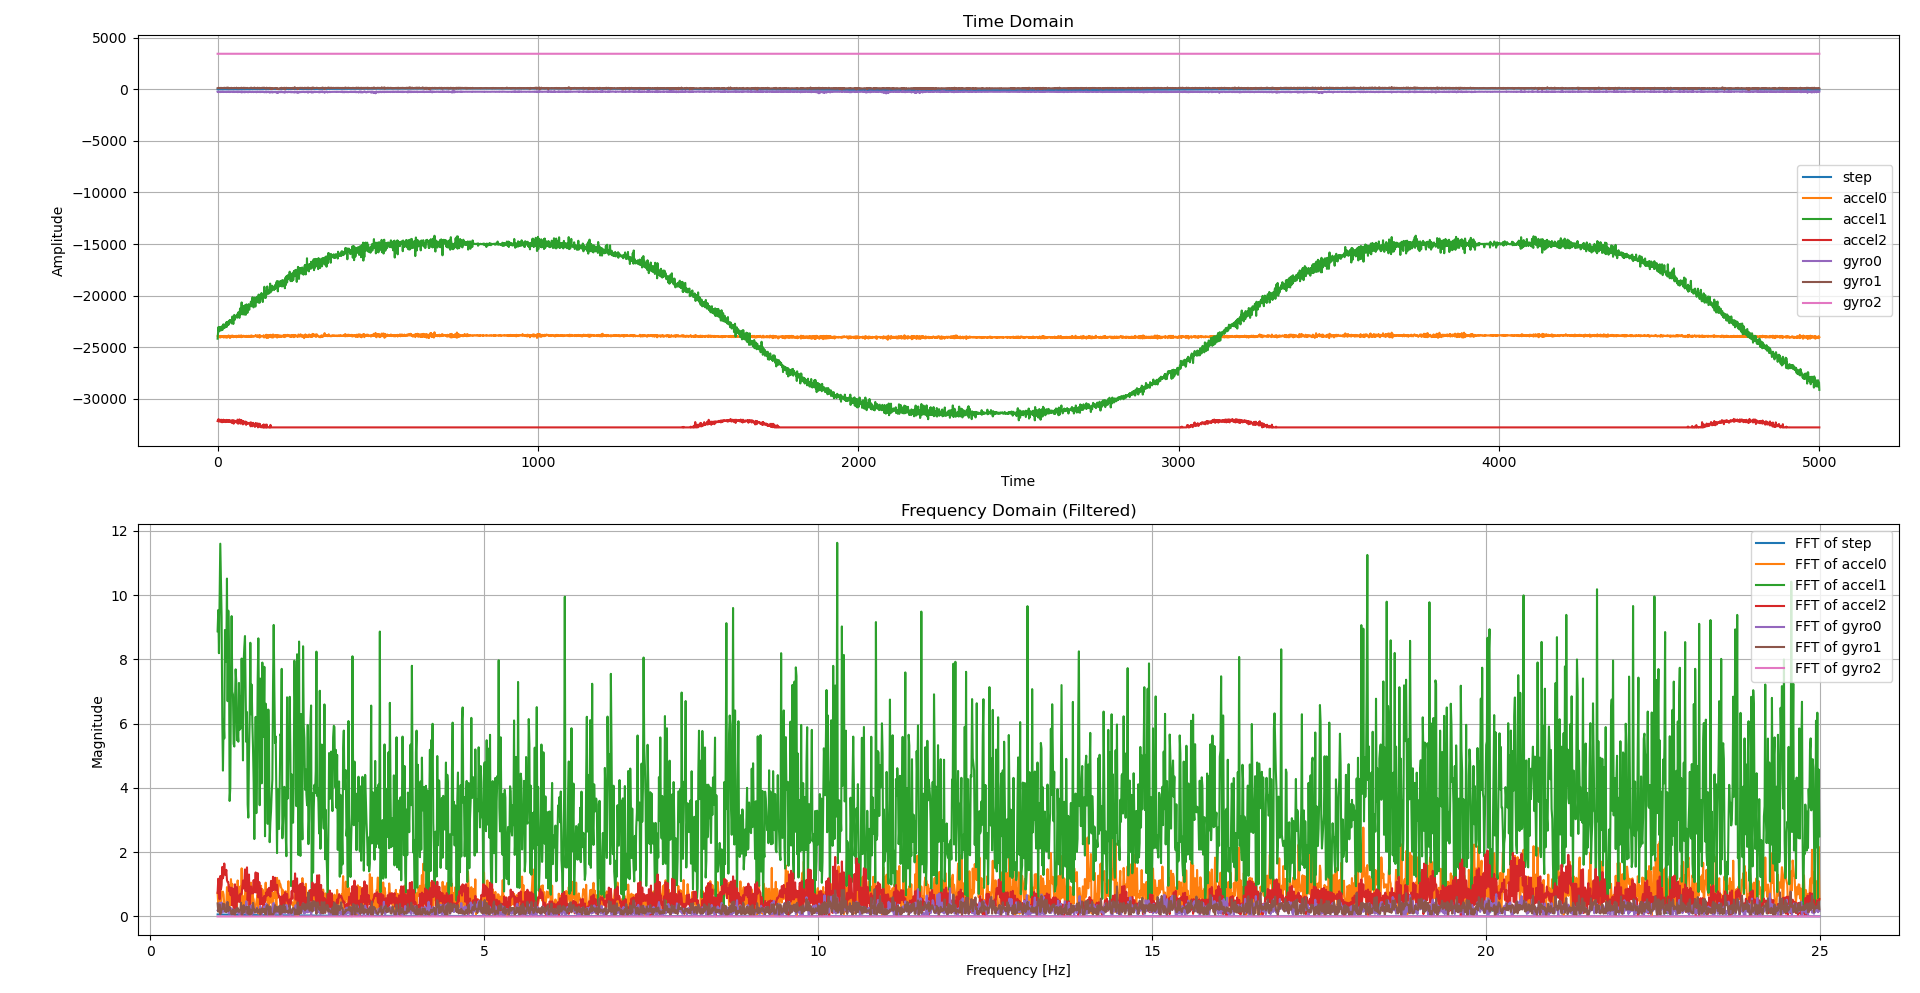 Time Domain
Amplitude
5000
0
−5000
−10000
−15000
−20000
−25000
−30000
step
accel0
accel1
accel2
gyro0
gyro1
gyro2
0 1000 2000 3000 4000 5000
Time
Frequency Domain (Filtered)
Magnitude
12
10
8
6
4
2
0
FFT of step
FFT of accel0
FFT of accel1
FFT of accel2
FFT of gyro0
FFT of gyro1
FFT of gyro2
0 5 10 15 20 25
Frequency [Hz]